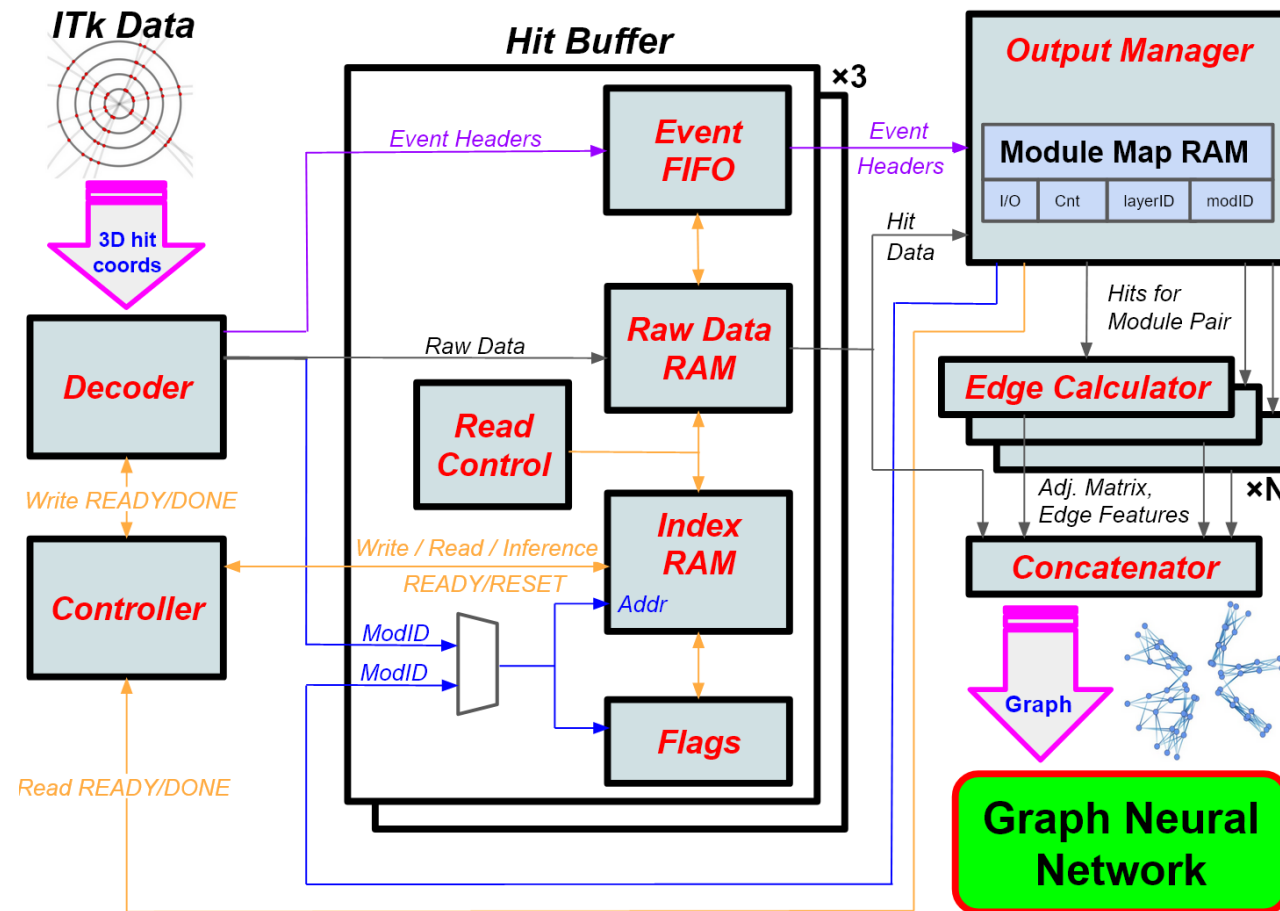 ITk Data
Hit Buffer
×3
Output Manager
Module Map RAM
I/O
Cnt
layerID
modID
Event Headers
Event
FIFO
Event
Headers
3D hit
coords
Hit
Data
Decoder
Raw Data
Raw Data
RAM
Hits for
Module Pair
Edge Calculator
×N
Read
Control
Write READY/DONE
Index
RAM
Adj. Matrix,
Edge Features
Write / Read / Inference
READY/RESET
Controller
Concatenator
Addr
ModID
ModID
Flags
Graph
Read READY/DONE
Graph Neural
Network